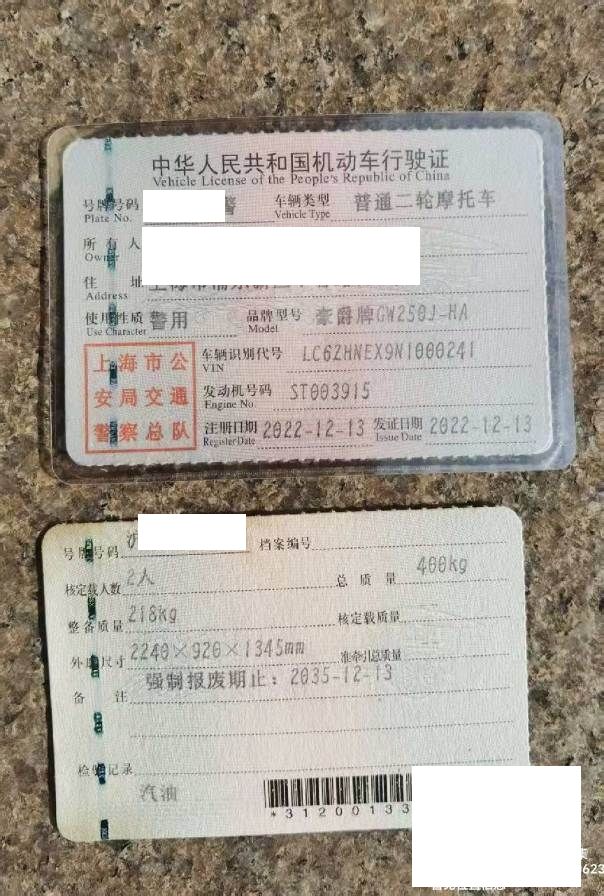 中华人民共和国机动车行驶证
Vehicle License of the People's Republic of China
号牌号码 警 车辆类型 普通二轮摩托车
Plate No. Vehicle Type
所有人
Owner
住 址
Address
使用性质 警用 品牌型号 豪爵牌GW250J-HA
Use Character Model
上海市公
安局交通
警察总队
车辆识别代号 LC6ZHNEX9N1000241
VIN
发动机号码 ST003915
Engine No.
注册日期 2022-12-13 发证日期 2022-12-13
Register Date Issue Date
号牌号码 档案编号
核定载人数 2人 总质量 400kg
整备质量 218kg 核定载质量
外廓尺寸 2240×920×1345mm 准牵引总质量 --
备 注 强制报废期止：2035-12-13
检验记录
汽油
*31200133
623